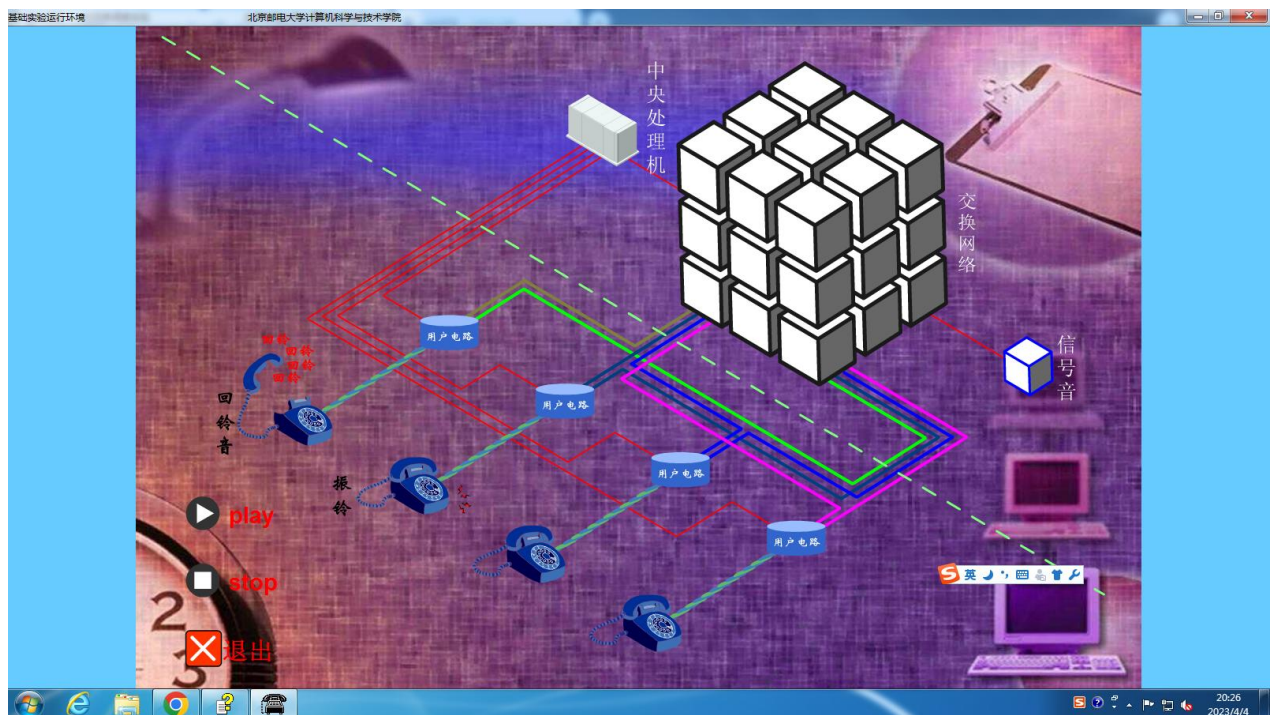 基础实验运行环境
北京邮电大学计算机科学与技术学院
中央处理机
交换网络
信号音
用户电路
用户电路
用户电路
用户电路
回铃
回铃
回铃
回铃
回铃音
振铃
play
stop
退出
2
3
英
20:26
2023/4/4